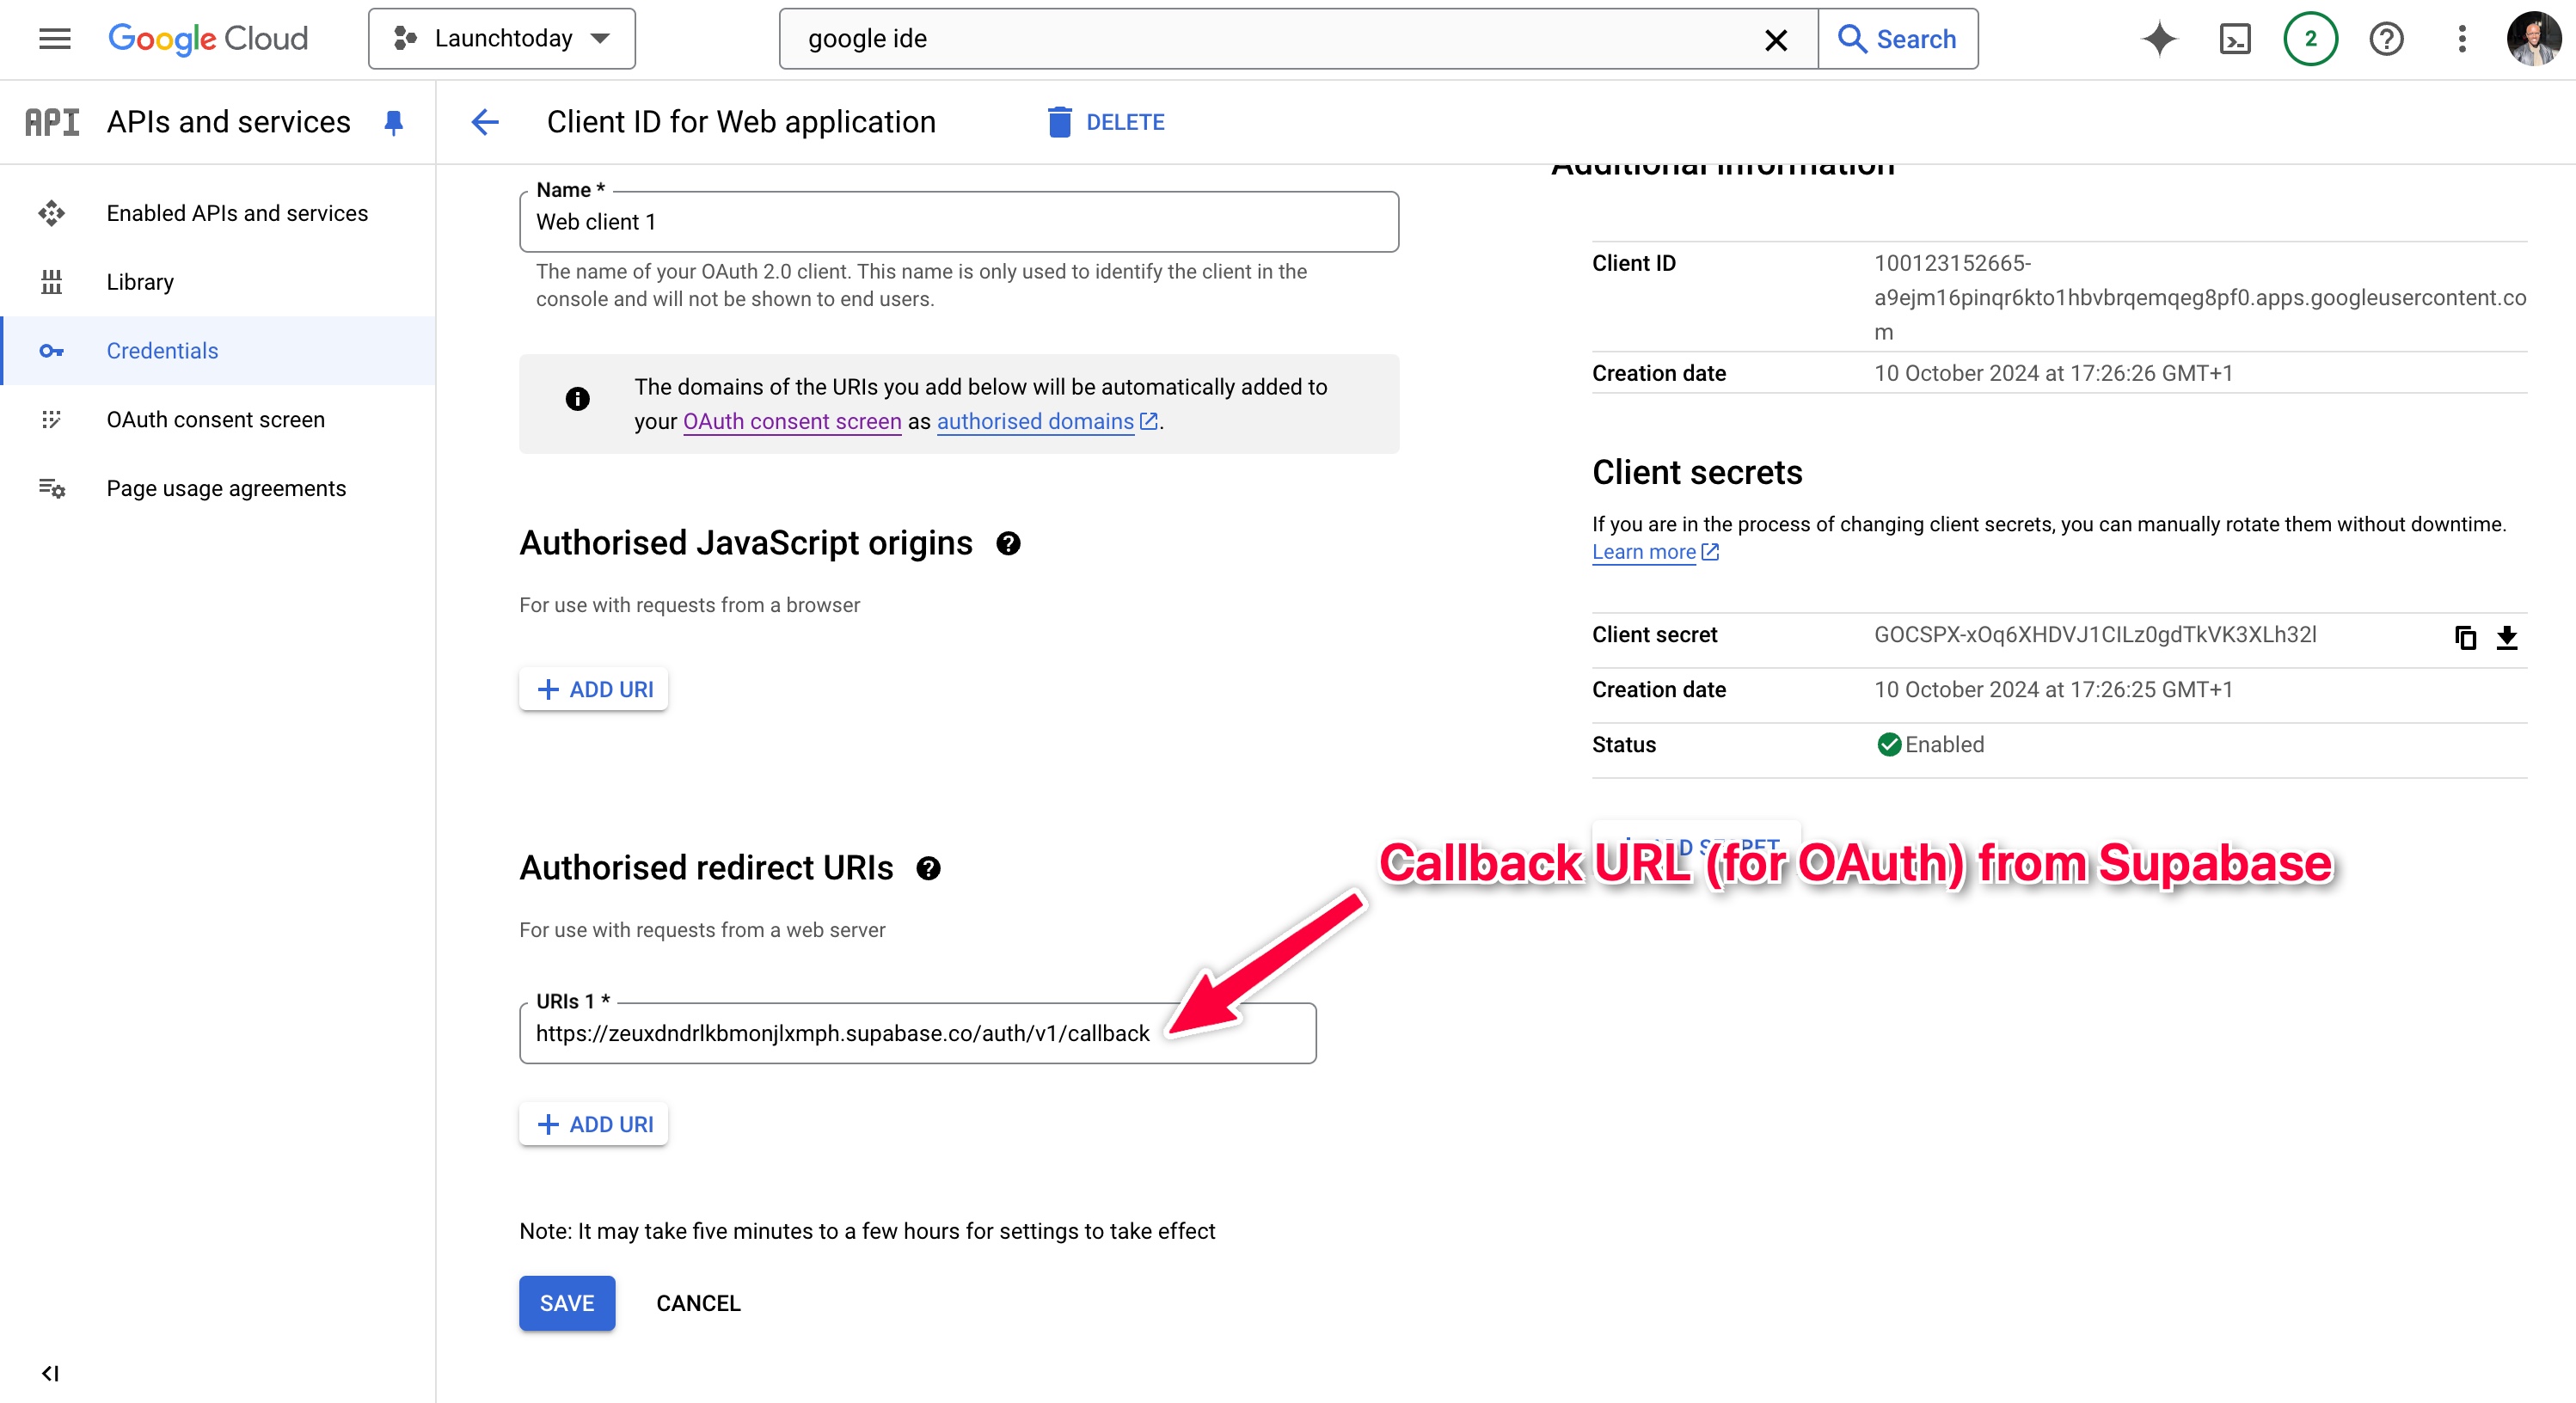 Google Cloud
Launchtoday
google ide
Search
2
API
APIs and services
Client ID for Web application
DELETE
Enabled APIs and services
Library
Credentials
OAuth consent screen
Page usage agreements
Name *
Web client 1
The name of your OAuth 2.0 client. This name is only used to identify the client in the
console and will not be shown to end users.
The domains of the URIs you add below will be automatically added to
your OAuth consent screen as authorised domains.
Authorised JavaScript origins
For use with requests from a browser
ADD URI
Authorised redirect URIs
For use with requests from a web server
URIs 1 *
https://zeuxdndrlkbmonjlxmph.supabase.co/auth/v1/callback
ADD URI
Note: It may take five minutes to a few hours for settings to take effect
SAVE
CANCEL
Additional information
Client ID
100123152665-
a9ejm16pinqr6kto1hbvbrqemqeg8pf0.apps.googleusercontent.co
m
Creation date
10 October 2024 at 17:26:26 GMT+1
Client secrets
If you are in the process of changing client secrets, you can manually rotate them without downtime.
Learn more
Client secret
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
Creation date
10 October 2024 at 17:26:25 GMT+1
Status
Enabled
Callback URL (for OAuth) from Supabase